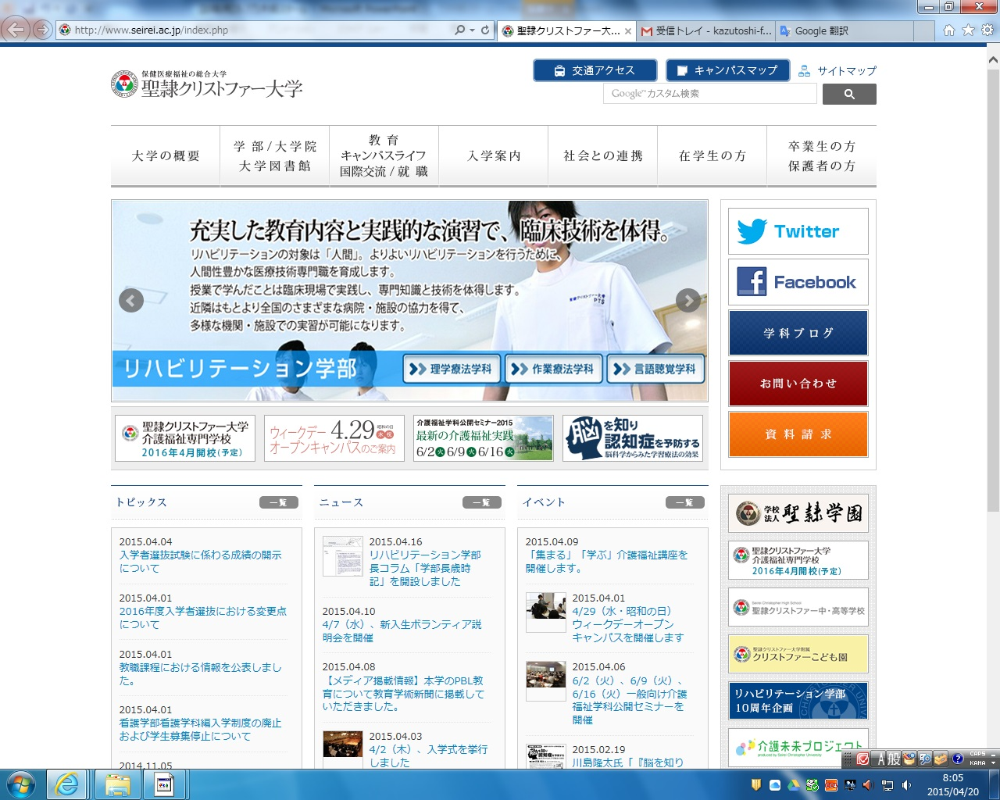 http://www.seirei.ac.jp/index.php
聖隷クリストファー大...
受信トレイ - kazutoshi-f...
Google 翻訳
保健医療福祉の総合大学
聖隷クリストファー大学
交通アクセス
キャンパスマップ
サイトマップ
Google™カスタム検索
大学の概要
学 部 / 大学院
大学図書館
教 育
キャンパスライフ
国際交流 / 就 職
入学案内
社会との連携
在学生の方
卒業生の方
保護者の方
充実した教育内容と実践的な演習で、臨床技術を体得。
リハビリテーションの対象は「人間」。よりよいリハビリテーションを行うために、
人間性豊かな医療技術専門職を育成します。
授業で学んだことは臨床現場で実践し、専門知識と技術を体得します。
近隣はもとより全国のさまざまな病院・施設の協力を得て、
多様な機関・施設での実習が可能になります。
聖隷クリストファー大学
PTS
リハビリテーション学部
理学療法学科
作業療法学科
言語聴覚学科
Twitter
Facebook
学科ブログ
お問い合わせ
資 料 請 求
聖隷クリストファー大学
介護福祉専門学校
2016年4月開校(予定)
ウィークデー 4.29 昭和の日 水 祝
オープンキャンパスのご案内
介護福祉学科公開セミナー2015
最新の介護福祉実践
6/2火 6/9火 6/16火
脳を知り
認知症を予防する
脳科学からみた学習療法の効果
トピックス
一覧
2015.04.04
入学者選抜試験に係わる成績の開示
について
2015.04.01
2016年度入学者選抜における変更点
について
2015.04.01
教職課程における情報を公表しまし
た。
2015.04.01
看護学部看護学科編入学制度の廃止
および学生募集停止について
2014.11.05
ニュース
一覧
2015.04.16
リハビリテーション学部
長コラム「学部長歳時
記」を開設しました
2015.04.10
4/7（水）、新入生ボランティア説
明会を開催
2015.04.08
【メディア掲載情報】本学のPBL教
育について教育学術新聞に掲載して
いただきました。
2015.04.03
4/2（木）、入学式を挙行
しました
イベント
一覧
2015.04.09
「集まる」「学ぶ」介護福祉講座を
開催します。
2015.04.01
4/29（水・昭和の日）
ウィークデーオープン
キャンパスを開催します
2015.04.06
6/2（火）、6/9（火）、
6/16（火）一般向け介護
福祉学科公開セミナーを
開催
2015.02.19
川島隆太氏「『脳を知り
学校
法人 聖隷学園
聖隷クリストファー大学
介護福祉専門学校
2016年4月開校(予定)
Seirei Christopher High School
聖隷クリストファー中・高等学校
聖隷クリストファー大学附属
クリストファーこども園
リハビリテーション学部
10周年企画
介護未来プロジェクト
produced by Seirei Christopher University
A 般
CAPS
KANA
8:05
2015/04/20